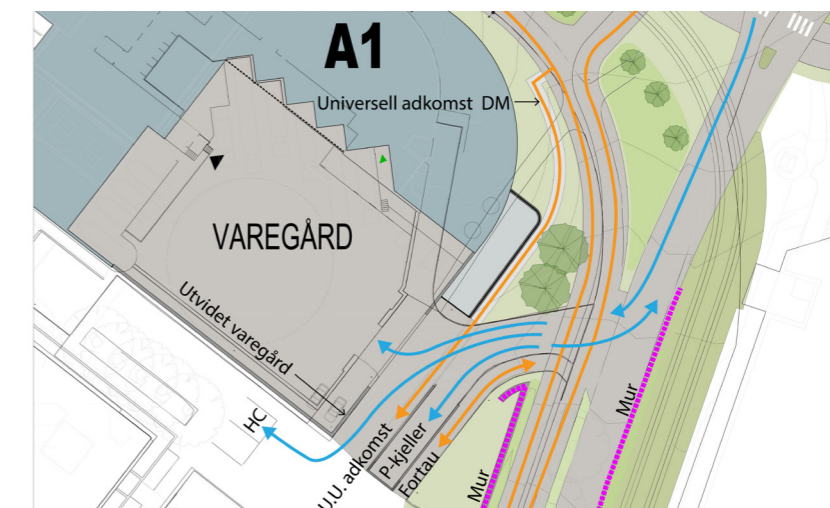 A1
Universell adkomst DM
VAREGÅRD
Utvidet varegård
HC
U.U. adkomst
P-kjeller
Fortau
Mur
Mur